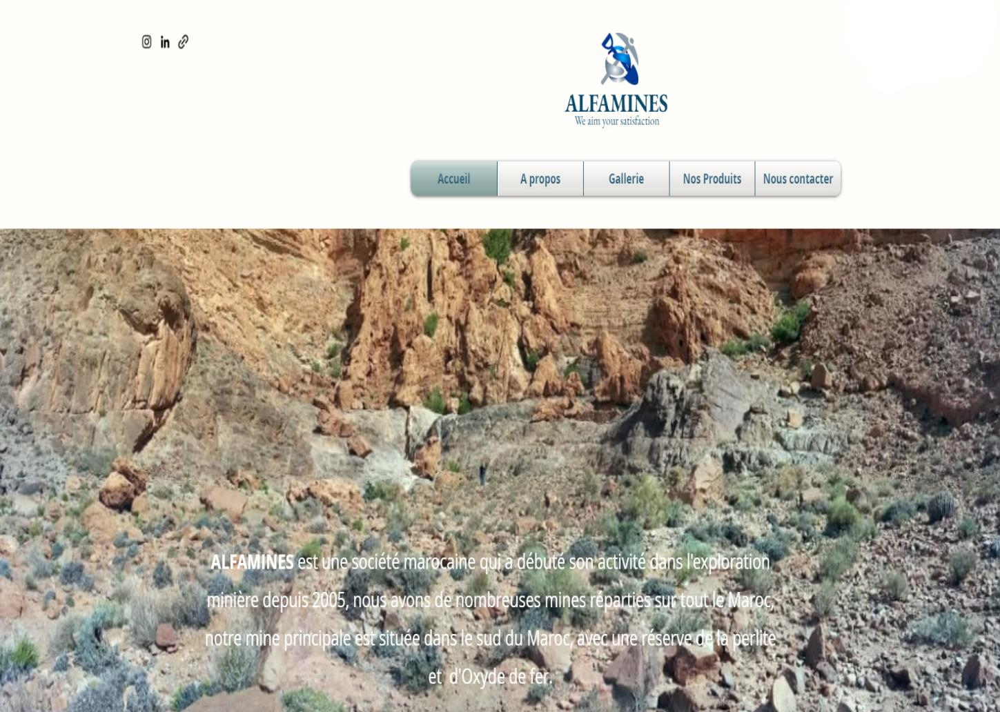 ALFAMINES
We aim your satisfaction
Accueil
A propos
Gallerie
Nos Produits
Nous contacter
ALFAMINES est une société marocaine qui a débuté son activité dans l'exploration
minière depuis 2005, nous avons de nombreuses mines réparties sur tout le Maroc,
notre mine principale est située dans le sud du Maroc, avec une réserve de la perlite
et  d'Oxyde de fer.